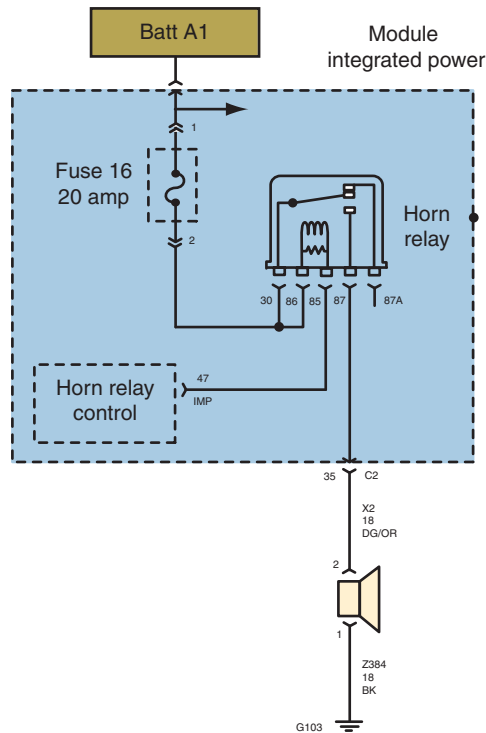 Batt A1
Module
integrated power
1
Fuse 16
20 amp
2
Horn
relay
30
86
85
87
87A
Horn relay
control
47
IMP
35
C2
X2
18
DG/OR
2
1
Z384
18
BK
G103